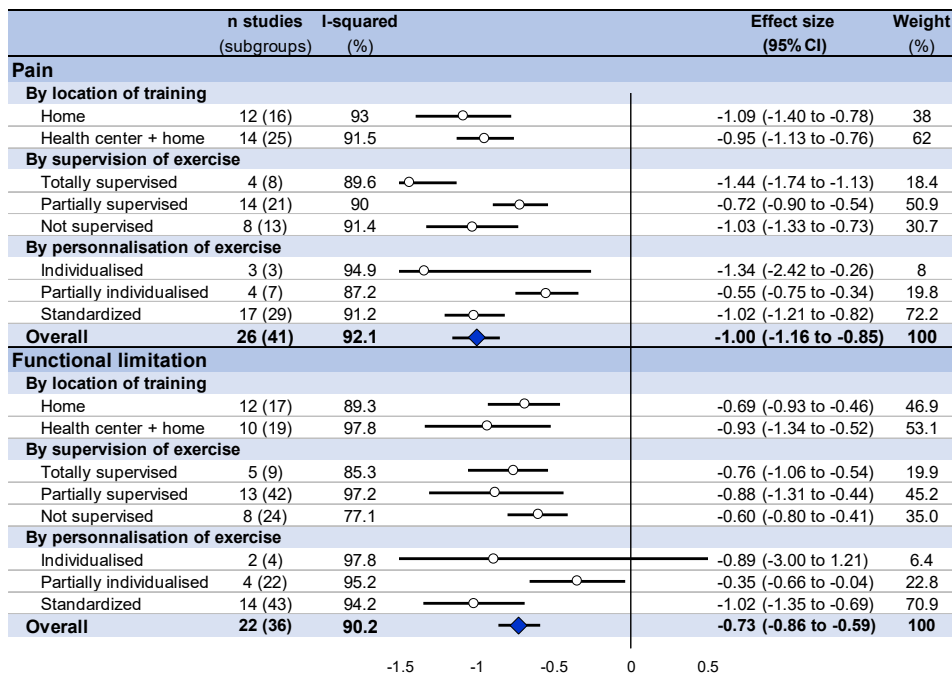 n studies I-squared Effect size Weight
(subgroups) (%) (95% CI) (%)
Pain
By location of training
Home 12 (16) 93 -1.09 (-1.40 to -0.78) 38
Health center + home 14 (25) 91.5 -0.95 (-1.13 to -0.76) 62
By supervision of exercise
Totally supervised 4 (8) 89.6 -1.44 (-1.74 to -1.13) 18.4
Partially supervised 14 (21) 90 -0.72 (-0.90 to -0.54) 50.9
Not supervised 8 (13) 91.4 -1.03 (-1.33 to -0.73) 30.7
By personnalisation of exercise
Individualised 3 (3) 94.9 -1.34 (-2.42 to -0.26) 8
Partially individualised 4 (7) 87.2 -0.55 (-0.75 to -0.34) 19.8
Standardized 17 (29) 91.2 -1.02 (-1.21 to -0.82) 72.2
Overall 26 (41) 92.1 -1.00 (-1.16 to -0.85) 100
Functional limitation
By location of training
Home 12 (17) 89.3 -0.69 (-0.93 to -0.46) 46.9
Health center + home 10 (19) 97.8 -0.93 (-1.34 to -0.52) 53.1
By supervision of exercise
Totally supervised 5 (9) 85.3 -0.76 (-1.06 to -0.54) 19.9
Partially supervised 13 (42) 97.2 -0.88 (-1.31 to -0.44) 45.2
Not supervised 8 (24) 77.1 -0.60 (-0.80 to -0.41) 35.0
By personnalisation of exercise
Individualised 2 (4) 97.8 -0.89 (-3.00 to 1.21) 6.4
Partially individualised 4 (22) 95.2 -0.35 (-0.66 to -0.04) 22.8
Standardized 14 (43) 94.2 -1.02 (-1.35 to -0.69) 70.9
Overall 22 (36) 90.2 -0.73 (-0.86 to -0.59) 100
-1.5 -1 -0.5 0 0.5